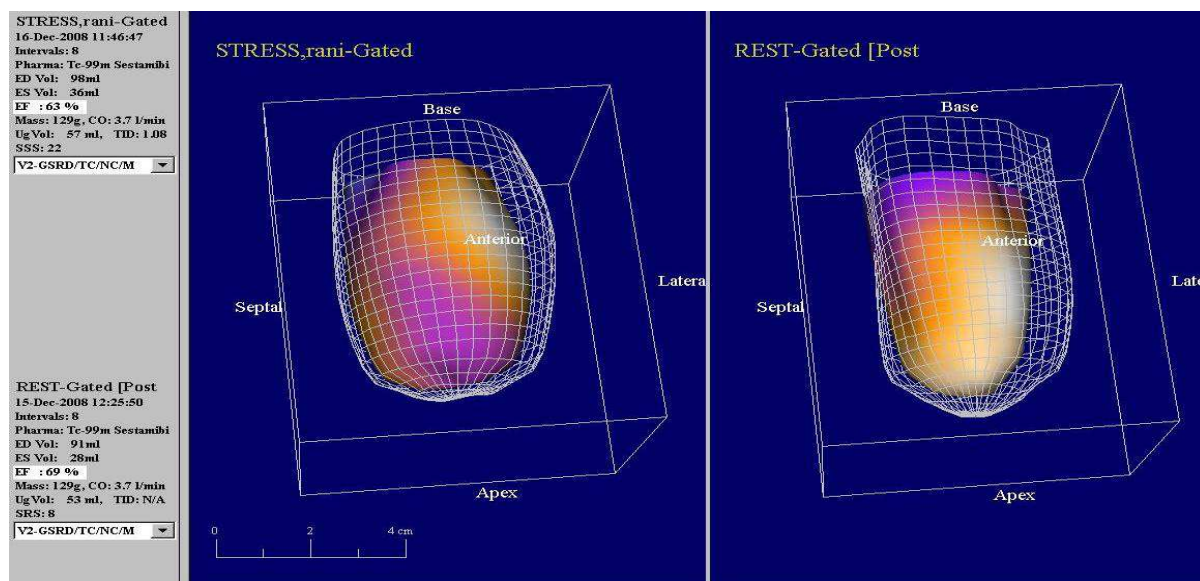 STRESS,rani-Gated
16-Dec-2008 11:46:47
Intervals: 8
Pharma: Tc-99m Sestamibi
ED Vol: 98ml
ES Vol: 36ml
EF : 63 %
Mass: 129g, CO: 3.7 l/min
UgVol: 57 ml, TID: 1.08
SSS: 22
V2-GSRD/TC/NC/M
REST-Gated [Post
15-Dec-2008 12:25:50
Intervals: 8
Pharma: Tc-99m Sestamibi
ED Vol: 91ml
ES Vol: 28ml
EF : 69 %
Mass: 129g, CO: 3.7 l/min
UgVol: 53 ml, TID: N/A
SRS: 8
V2-GSRD/TC/NC/M
STRESS,rani-Gated
Base
Anterior
Septal
Latera
Apex
0 2 4 cm
REST-Gated [Post
Base
Anterior
Septal
Late
Apex